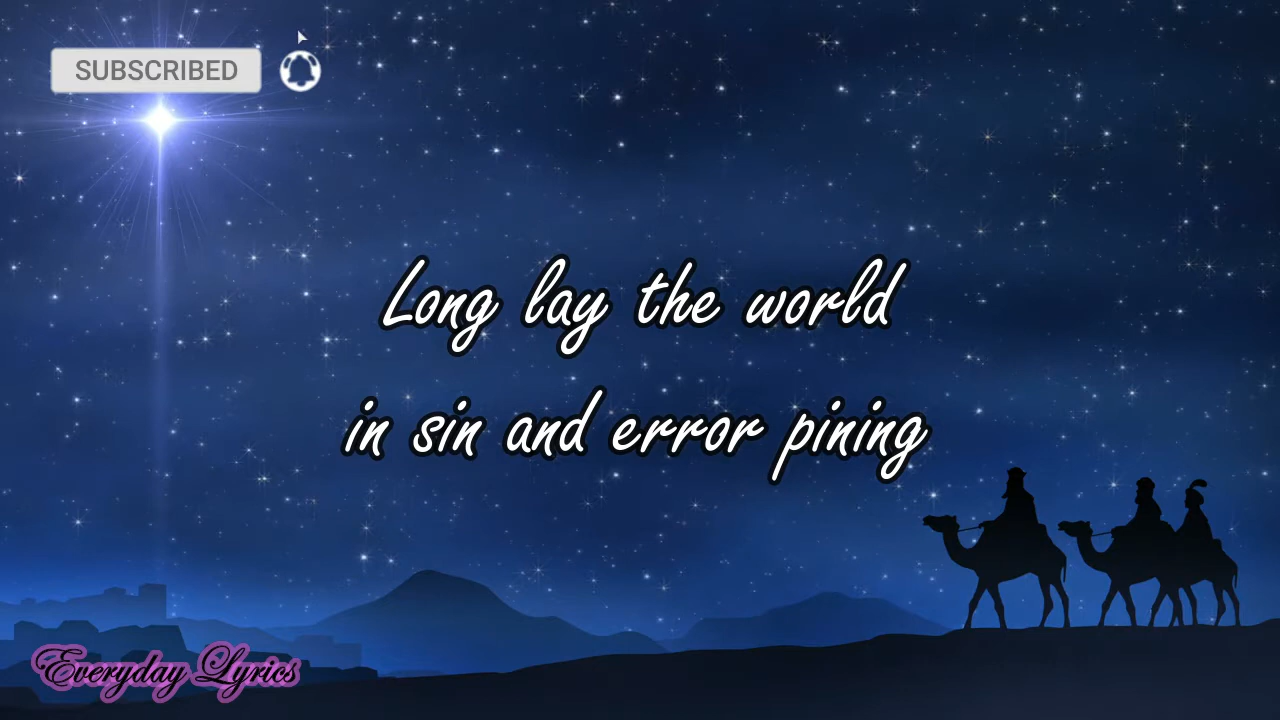 SUBSCRIBED
Long lay the world
in sin and error pining
Everyday Lyrics